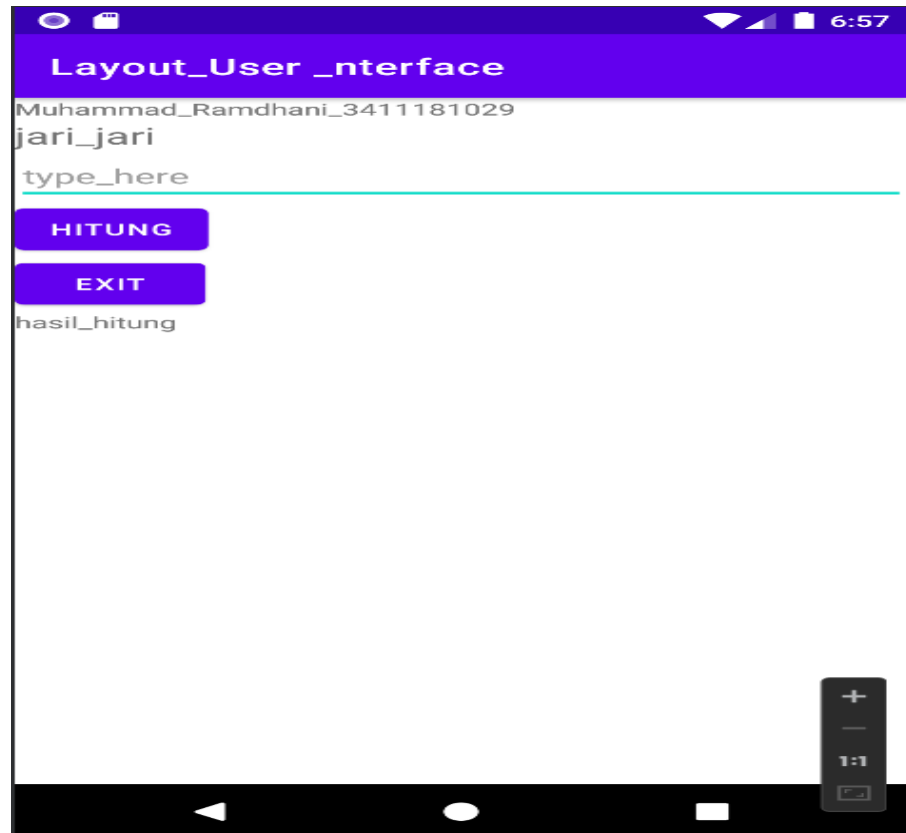 6:57
Layout_User _nterface
Muhammad_Ramdhani_3411181029
jari_jari
type_here
HITUNG
EXIT
hasil_hitung
1:1